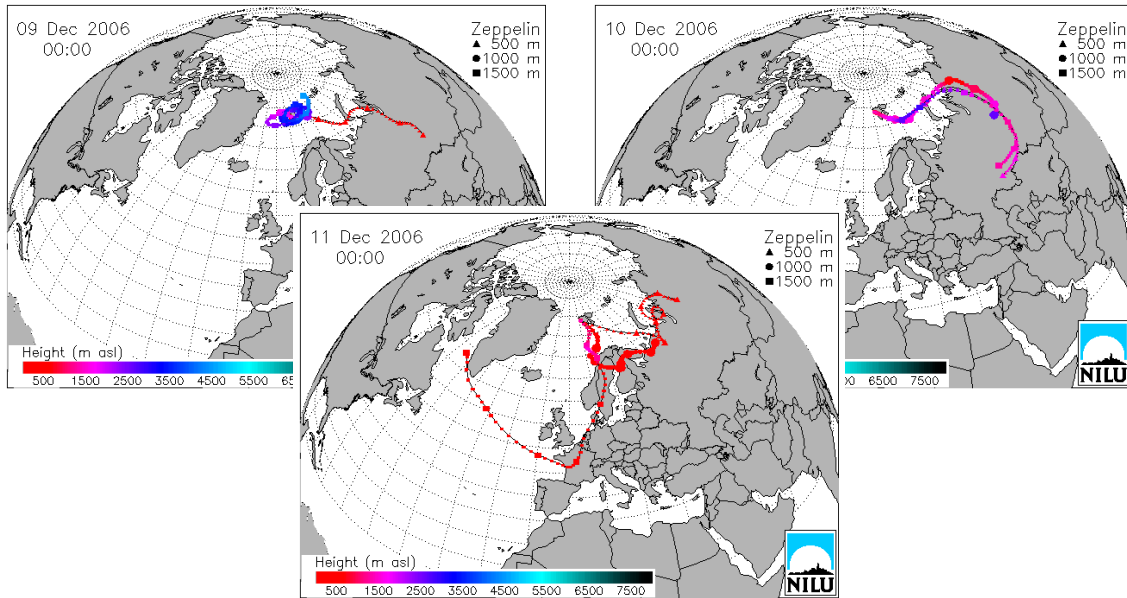 09 Dec 2006
00:00
Zeppelin
500 m
1000 m
1500 m
Height (m asl)
500 1500 2500 3500 4500 5500 6
10 Dec 2006
00:00
Zeppelin
500 m
1000 m
1500 m
6500 7500
NILU
11 Dec 2006
00:00
Zeppelin
500 m
1000 m
1500 m
Height (m asl)
500 1500 2500 3500 4500 5500 6500 7500
NILU